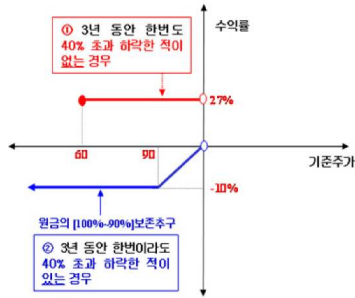 ① 3년 동안 한번도
40% 초과 하락한 적이
없는 경우
수익률
27%
60
90
기준주가
-10%
원금의 [100%~90%]보존추구
② 3년 동안 한번이라도
40% 초과 하락한 적이
있는 경우